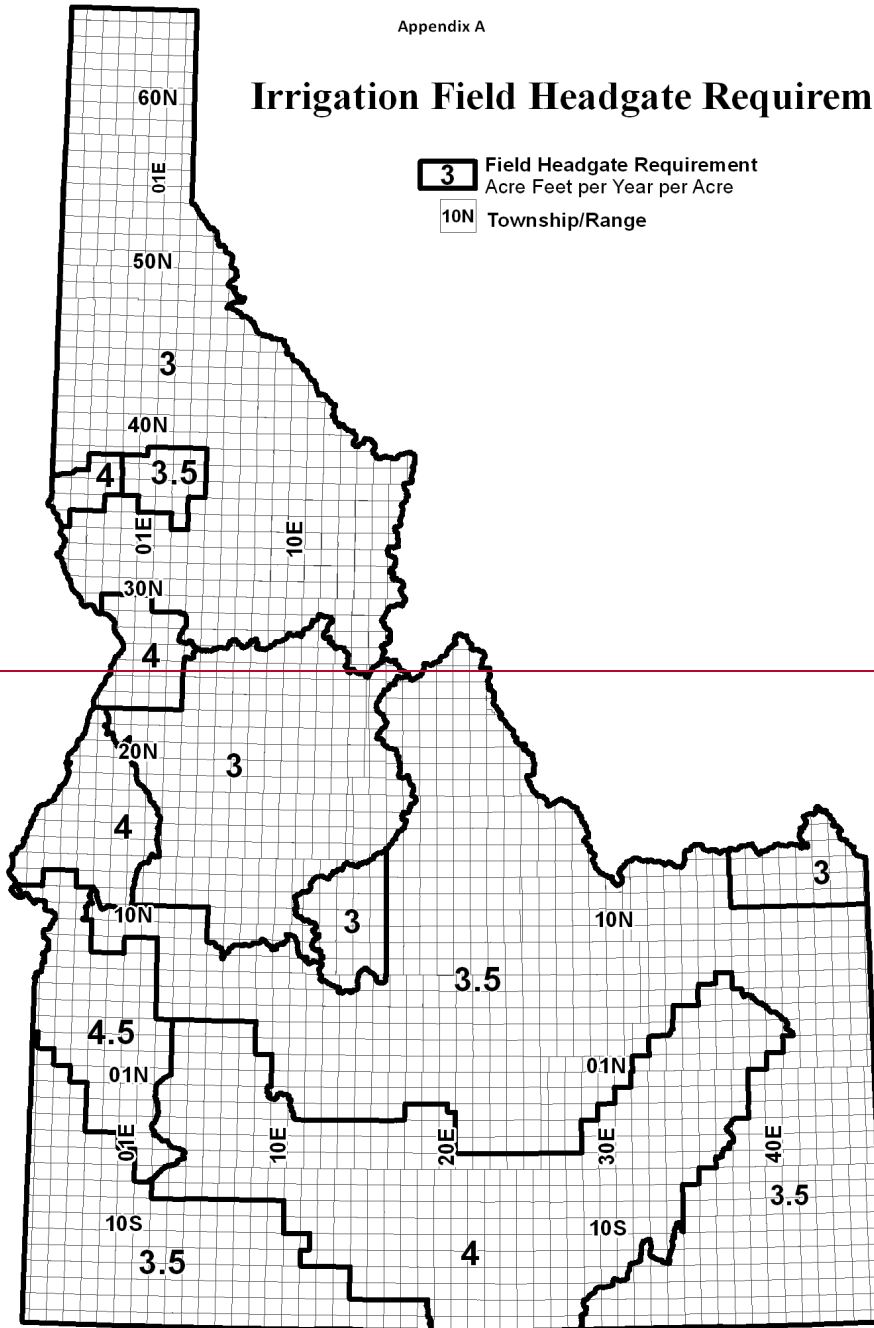 Appendix A
Irrigation Field Headgate Requirem
3 Field Headgate Requirement
Acre Feet per Year per Acre
10N Township/Range
60N
01E
50N
3
40N
4 3.5
01E 10E
30N
4
20N
3
4
3
10N 3 10N
3.5
4.5
01N 01N
01E 10E 20E 30E 40E
3.5
10S 10S
3.5 4